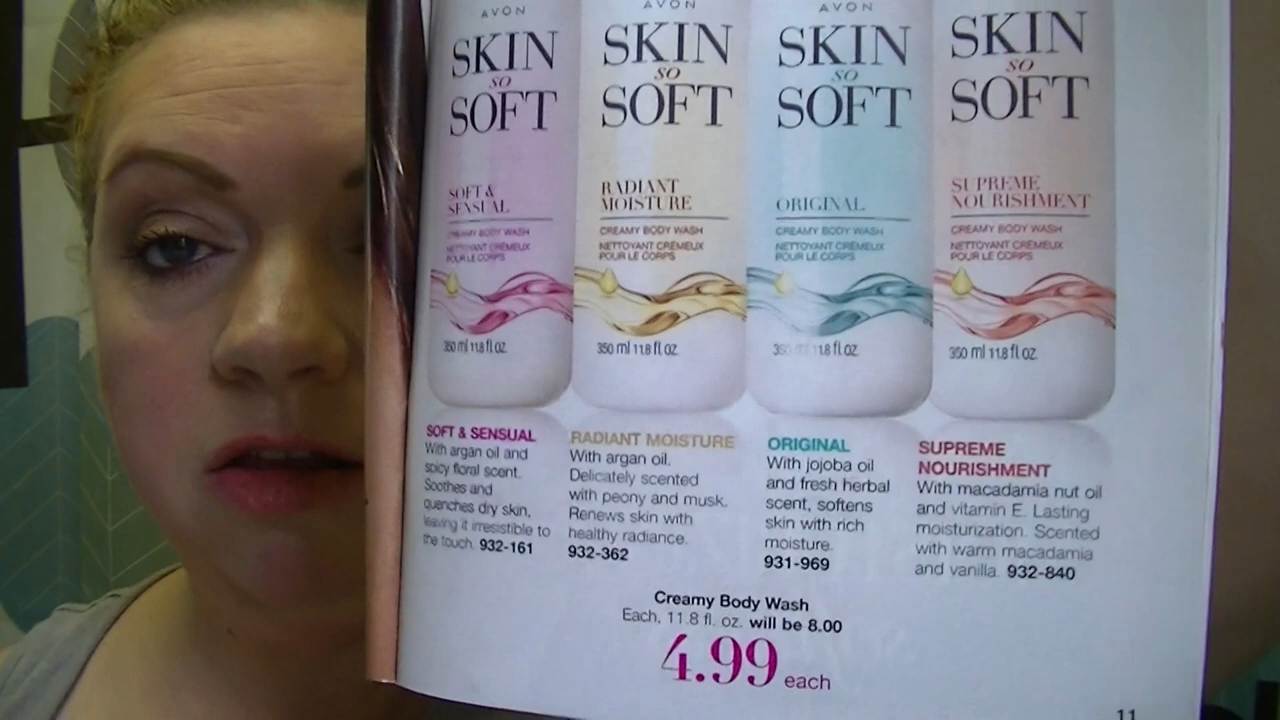 AVON
SKIN
so
SOFT
SOFT &
SENSUAL
CREAMY BODY WASH
NETTOYANT CRÉMEUX
POUR LE CORPS
350 ml 11.8 fl oz
AVON
SKIN
so
SOFT
RADIANT
MOISTURE
CREAMY BODY WASH
NETTOYANT CRÉMEUX
POUR LE CORPS
350 ml 11.8 fl oz
AVON
SKIN
so
SOFT
ORIGINAL
CREAMY BODY WASH
NETTOYANT CRÉMEUX
POUR LE CORPS
350 ml 11.8 fl oz
SKIN
so
SOFT
SUPREME
NOURISHMENT
CREAMY BODY WASH
NETTOYANT CRÉMEUX
POUR LE CORPS
350 ml 11.8 fl oz
SOFT & SENSUAL
With argan oil and
spicy floral scent.
Soothes and
quenches dry skin,
leaving it irresistible to
the touch. 932-161
RADIANT MOISTURE
With argan oil.
Delicately scented
with peony and musk.
Renews skin with
healthy radiance.
932-362
ORIGINAL
With jojoba oil
and fresh herbal
scent, softens
skin with rich
moisture.
931-969
SUPREME
NOURISHMENT
With macadamia nut oil
and vitamin E. Lasting
moisturization. Scented
with warm macadamia
and vanilla. 932-840
Creamy Body Wash
Each, 11.8 fl. oz. will be 8.00
4.99 each
11